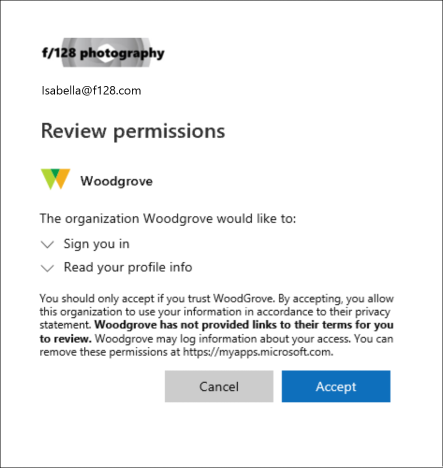 f/128 photography
Isabella@f128.com
Review permissions
Woodgrove
The organization Woodgrove would like to:
Sign you in
Read your profile info
You should only accept if you trust WoodGrove. By accepting, you allow
this organization to use your information in accordance to their privacy
statement. Woodgrove has not provided links to their terms for you
to review. Woodgrove may log information about your access. You can
remove these permissions at https://myapps.microsoft.com.
Cancel
Accept